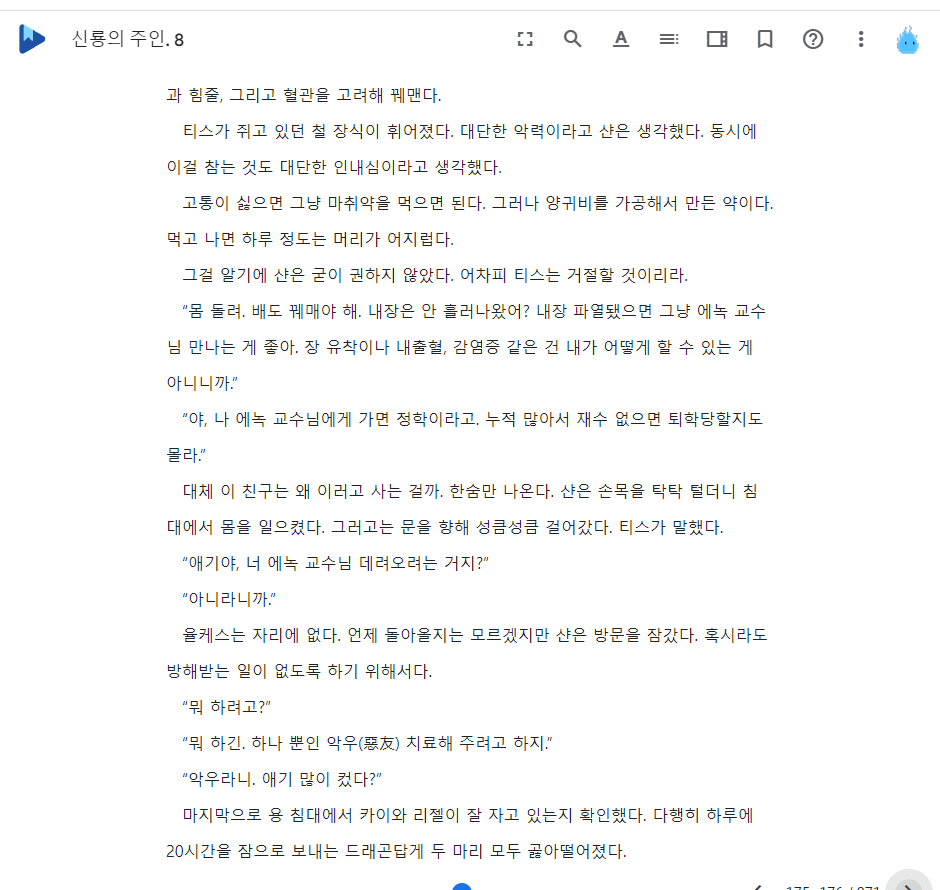 신룡의 주인. 8
과 힘줄, 그리고 혈관을 고려해 꿰맨다.
티스가 쥐고 있던 철 장식이 휘어졌다. 대단한 악력이라고 샨은 생각했다. 동시에
이걸 참는 것도 대단한 인내심이라고 생각했다.
고통이 싫으면 그냥 마취약을 먹으면 된다. 그러나 양귀비를 가공해서 만든 약이다.
먹고 나면 하루 정도는 머리가 어지럽다.
그걸 알기에 샨은 굳이 권하지 않았다. 어차피 티스는 거절할 것이리라.
“몸 돌려. 배도 꿰매야 해. 내장은 안 흘러나왔어? 내장 파열됐으면 그냥 에녹 교수
님 만나는 게 좋아. 장 유착이나 내출혈, 감염증 같은 건 내가 어떻게 할 수 있는 게
아니니까.”
“야, 나 에녹 교수님에게 가면 정학이라고. 누적 많아서 재수 없으면 퇴학당할지도
몰라.”
대체 이 친구는 왜 이러고 사는 걸까. 한숨만 나온다. 샨은 손목을 탁탁 털더니 침
대에서 몸을 일으켰다. 그러고는 문을 향해 성큼성큼 걸어갔다. 티스가 말했다.
“애기야, 너 에녹 교수님 데려오려는 거지?”
“아니라니까.”
율케스는 자리에 없다. 언제 돌아올지는 모르겠지만 샨은 방문을 잠갔다. 혹시라도
방해받는 일이 없도록 하기 위해서다.
“뭐 하려고?”
“뭐 하긴. 하나 뿐인 악우(惡友) 치료해 주려고 하지.”
“악우라니. 애기 많이 컸다?”
마지막으로 용 침대에서 카이와 리젤이 잘 자고 있는지 확인했다. 다행히 하루에
20시간을 잠으로 보내는 드래곤답게 두 마리 모두 곯아떨어졌다.